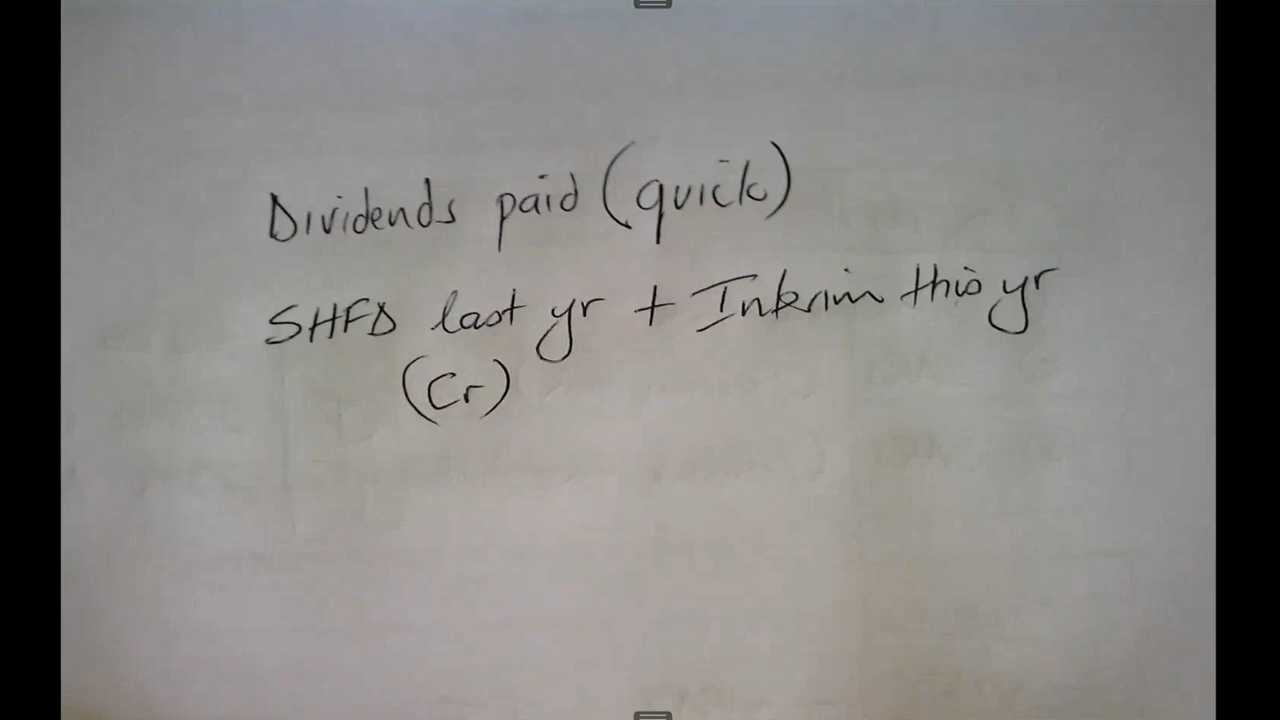 Dividends paid (quick)
SHFD last yr + Interim this yr
(Cr)